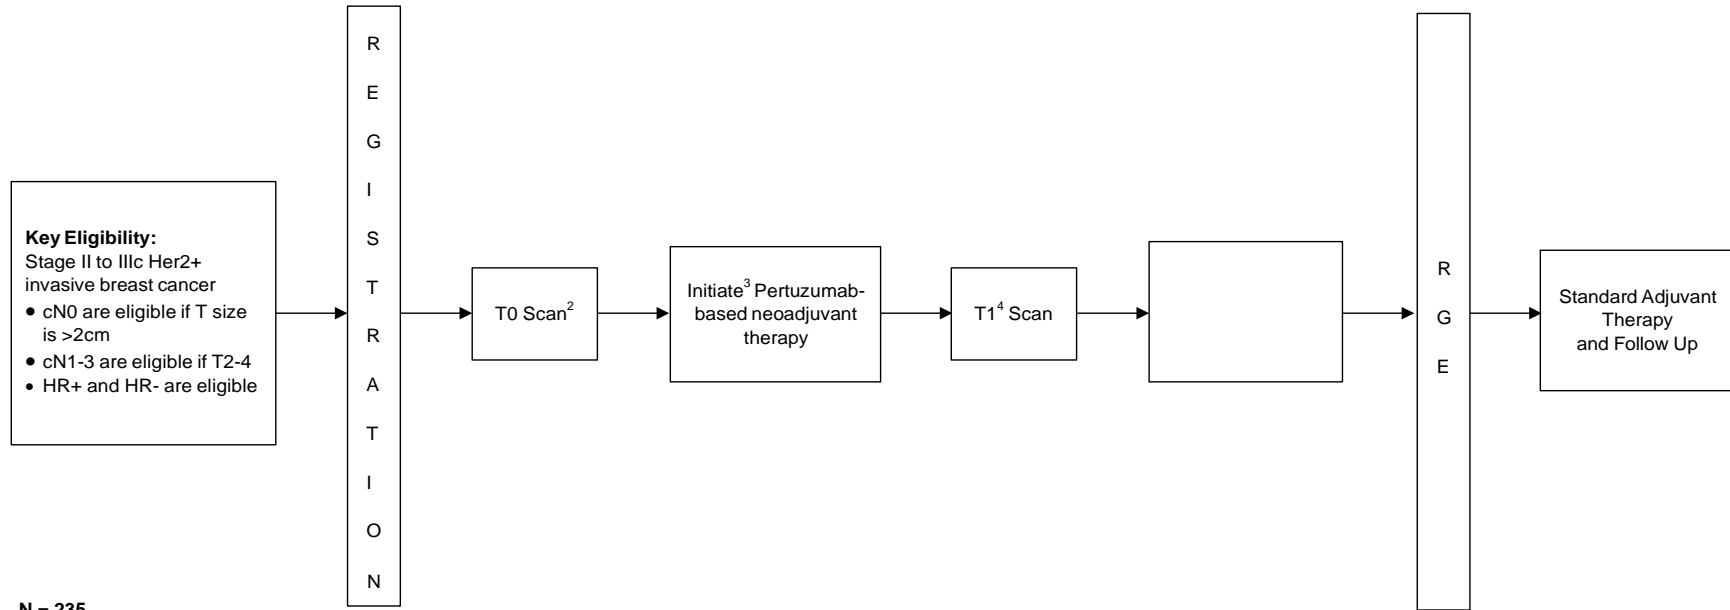 Key Eligibility:
Stage II to IIIc Her2+
invasive breast cancer
• cN0 are eligible if T size
is >2cm
• cN1-3 are eligible if T2-4
• HR+ and HR- are eligible
R
E
G
I
S
T
R
A
T
I
O
N
T0 Scan²
Initiate³ Pertuzumab-
based neoadjuvant
therapy
T1⁴ Scan
R
G
E
Standard Adjuvant
Therapy
and Follow Up
N = 235